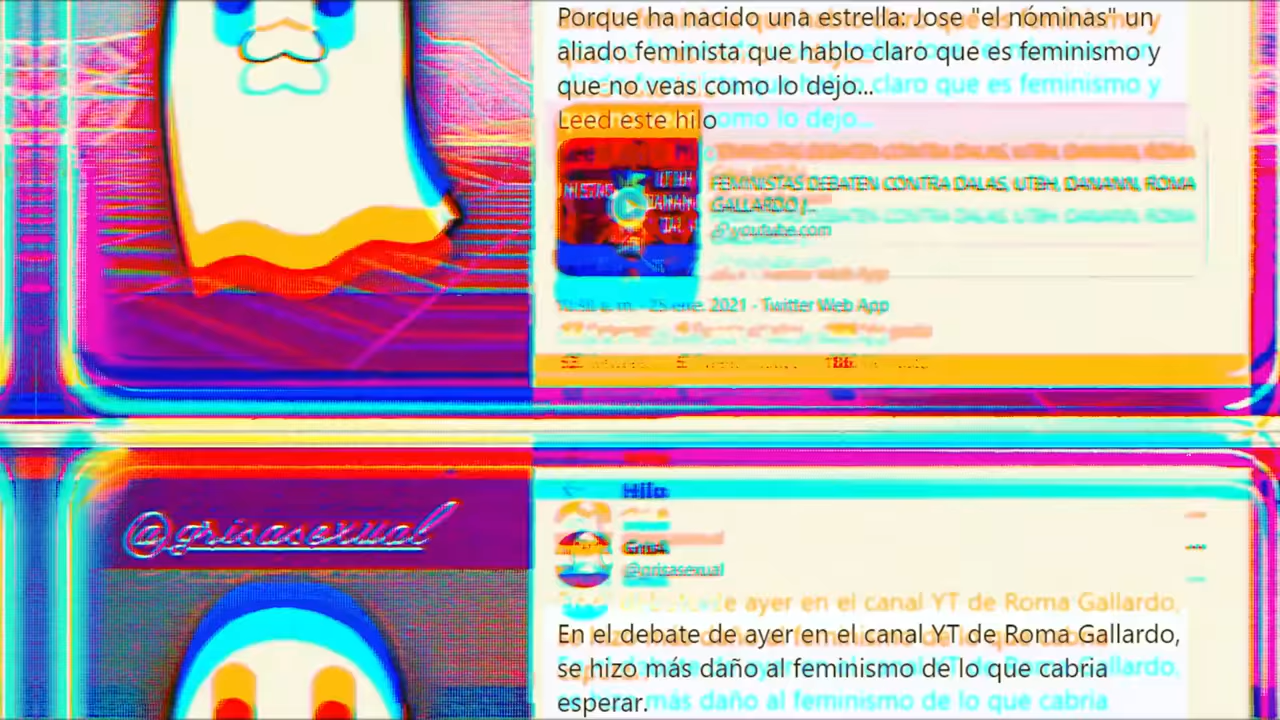 Porque ha nacido una estrella: Jose "el nóminas" un
aliado feminista que hablo claro que es feminismo y
que no veas como lo dejo...
Leed este hilo
FEMINISTAS DEBATEN CONTRA DALAS, UTBH, DANANN, ROMA
GALLARDO |...
youtube.com
10:38 a. m. · 25 ene. 2021 · Twitter Web App
@grisasexual
Hilo
@grisasexual
En el debate de ayer en el canal YT de Roma Gallardo,
se hizo más daño al feminismo de lo que cabria
esperar.